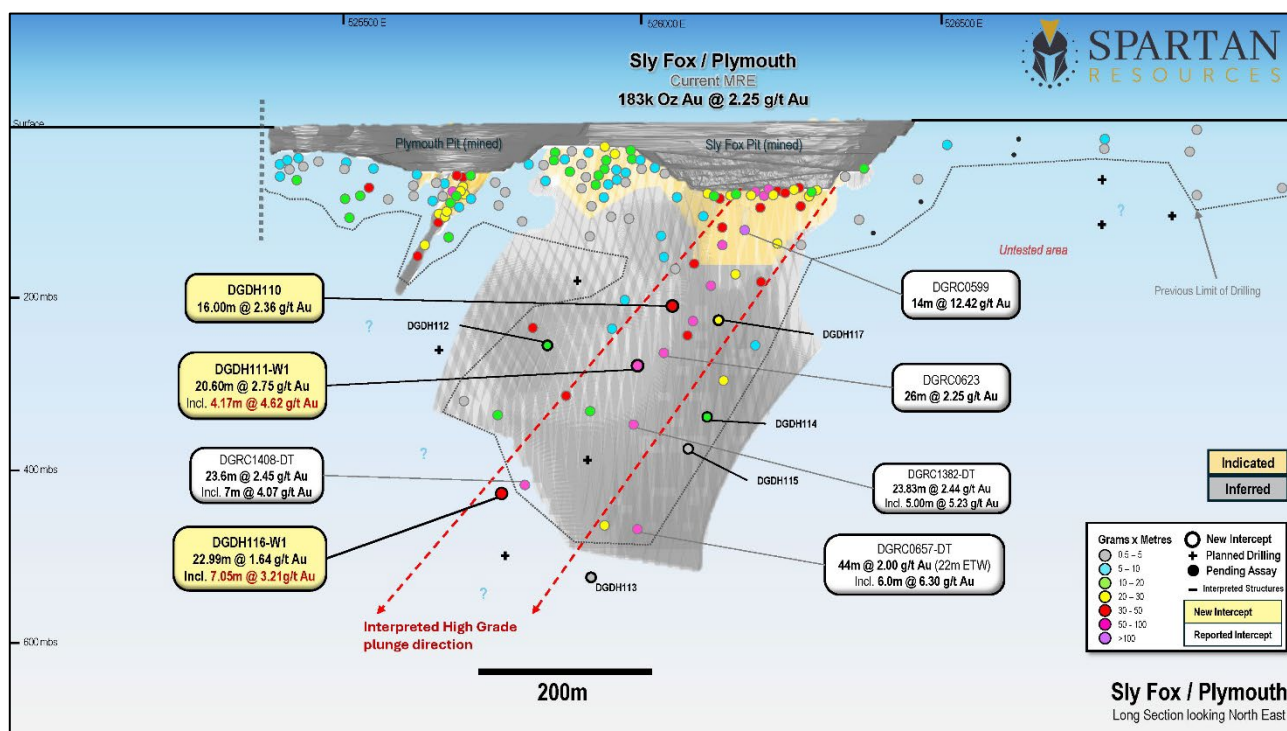 525500 E
526000 E
526500 E
SPARTAN
RESOURCES
Sly Fox / Plymouth
Current MRE
183k Oz Au @ 2.25 g/t Au
Surface
Plymouth Pit (mined)
Sly Fox Pit (mined)
?
Untested area
Previous Limit of Drilling
200 mbs
DGDH110
16.00m @ 2.36 g/t Au
DGRC0599
14m @ 12.42 g/t Au
?
DGDH112
DGDH117
DGDH111-W1
20.60m @ 2.75 g/t Au
Incl. 4.17m @ 4.62 g/t Au
DGRC0623
26m @ 2.25 g/t Au
DGDH114
?
DGDH115
400 mbs
DGRC1408-DT
23.6m @ 2.45 g/t Au
Incl. 7m @ 4.07 g/t Au
DGRC1382-DT
23.83m @ 2.44 g/t Au
Incl. 5.00m @ 5.23 g/t Au
DGDH116-W1
22.99m @ 1.64 g/t Au
Incl. 7.05m @ 3.21g/t Au
DGRC0657-DT
44m @ 2.00 g/t Au (22m ETW)
Incl. 6.0m @ 6.30 g/t Au
?
DGDH113
Interpreted High Grade
plunge direction
600 mbs
200m
Indicated
Inferred
Grams x Metres
0.5 – 5
5 – 10
10 – 20
20 – 30
30 - 50
50 - 100
>100
New Intercept
Planned Drilling
Pending Assay
Interpreted Structures
New Intercept
Reported Intercept
Sly Fox / Plymouth
Long Section looking North East